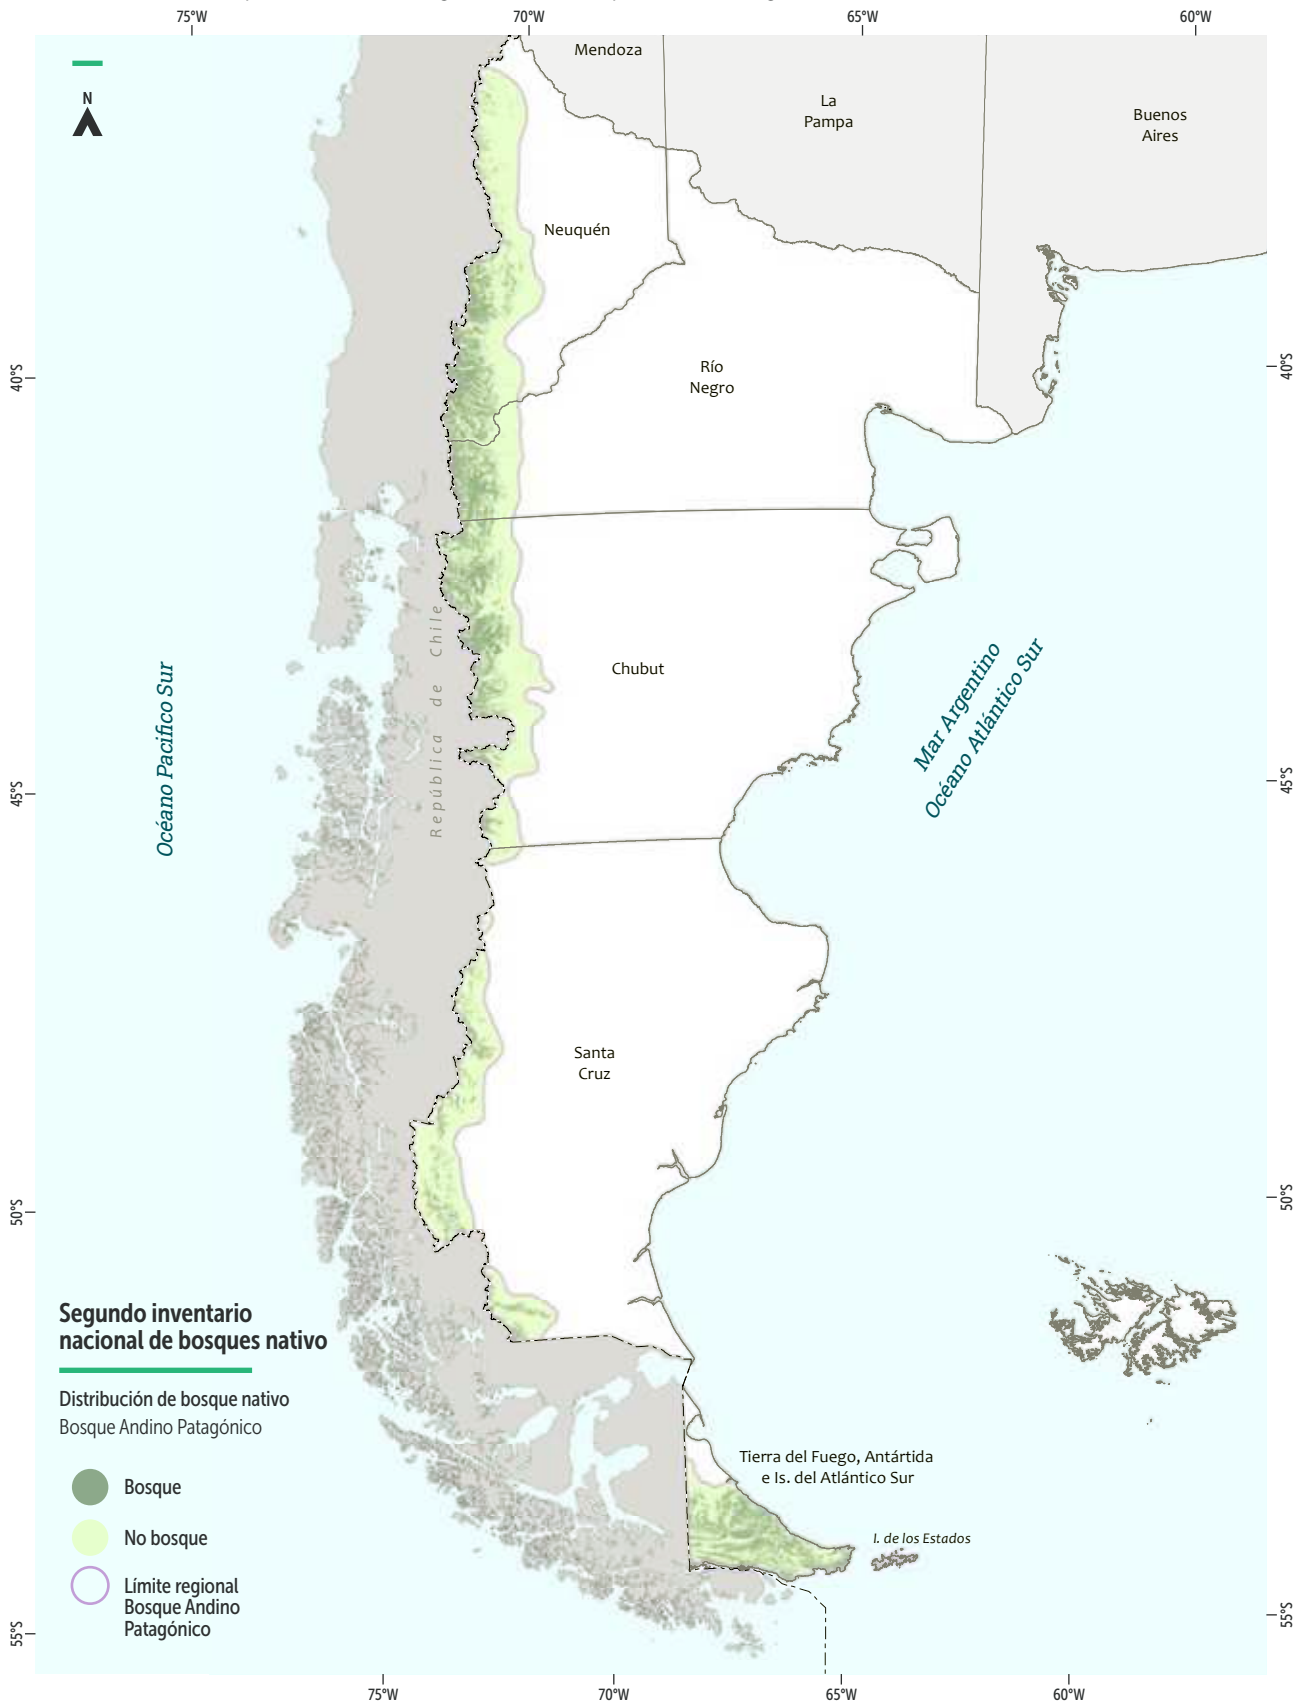 75°W
70°W
65°W
60°W
N
Mendoza
La
Pampa
Buenos
Aires
Neuquén
40°S
Río
Negro
40°S
República de Chile
Chubut
Océano Pacifico Sur
Mar Argentino
Océano Atlántico Sur
45°S
45°S
Santa
Cruz
50°S
50°S
Segundo inventario
nacional de bosques nativo
Distribución de bosque nativo
Bosque Andino Patagónico
Bosque
No bosque
Límite regional
Bosque Andino
Patagónico
Tierra del Fuego, Antártida
e Is. del Atlántico Sur
I. de los Estados
55°S
55°S
75°W
70°W
65°W
60°W